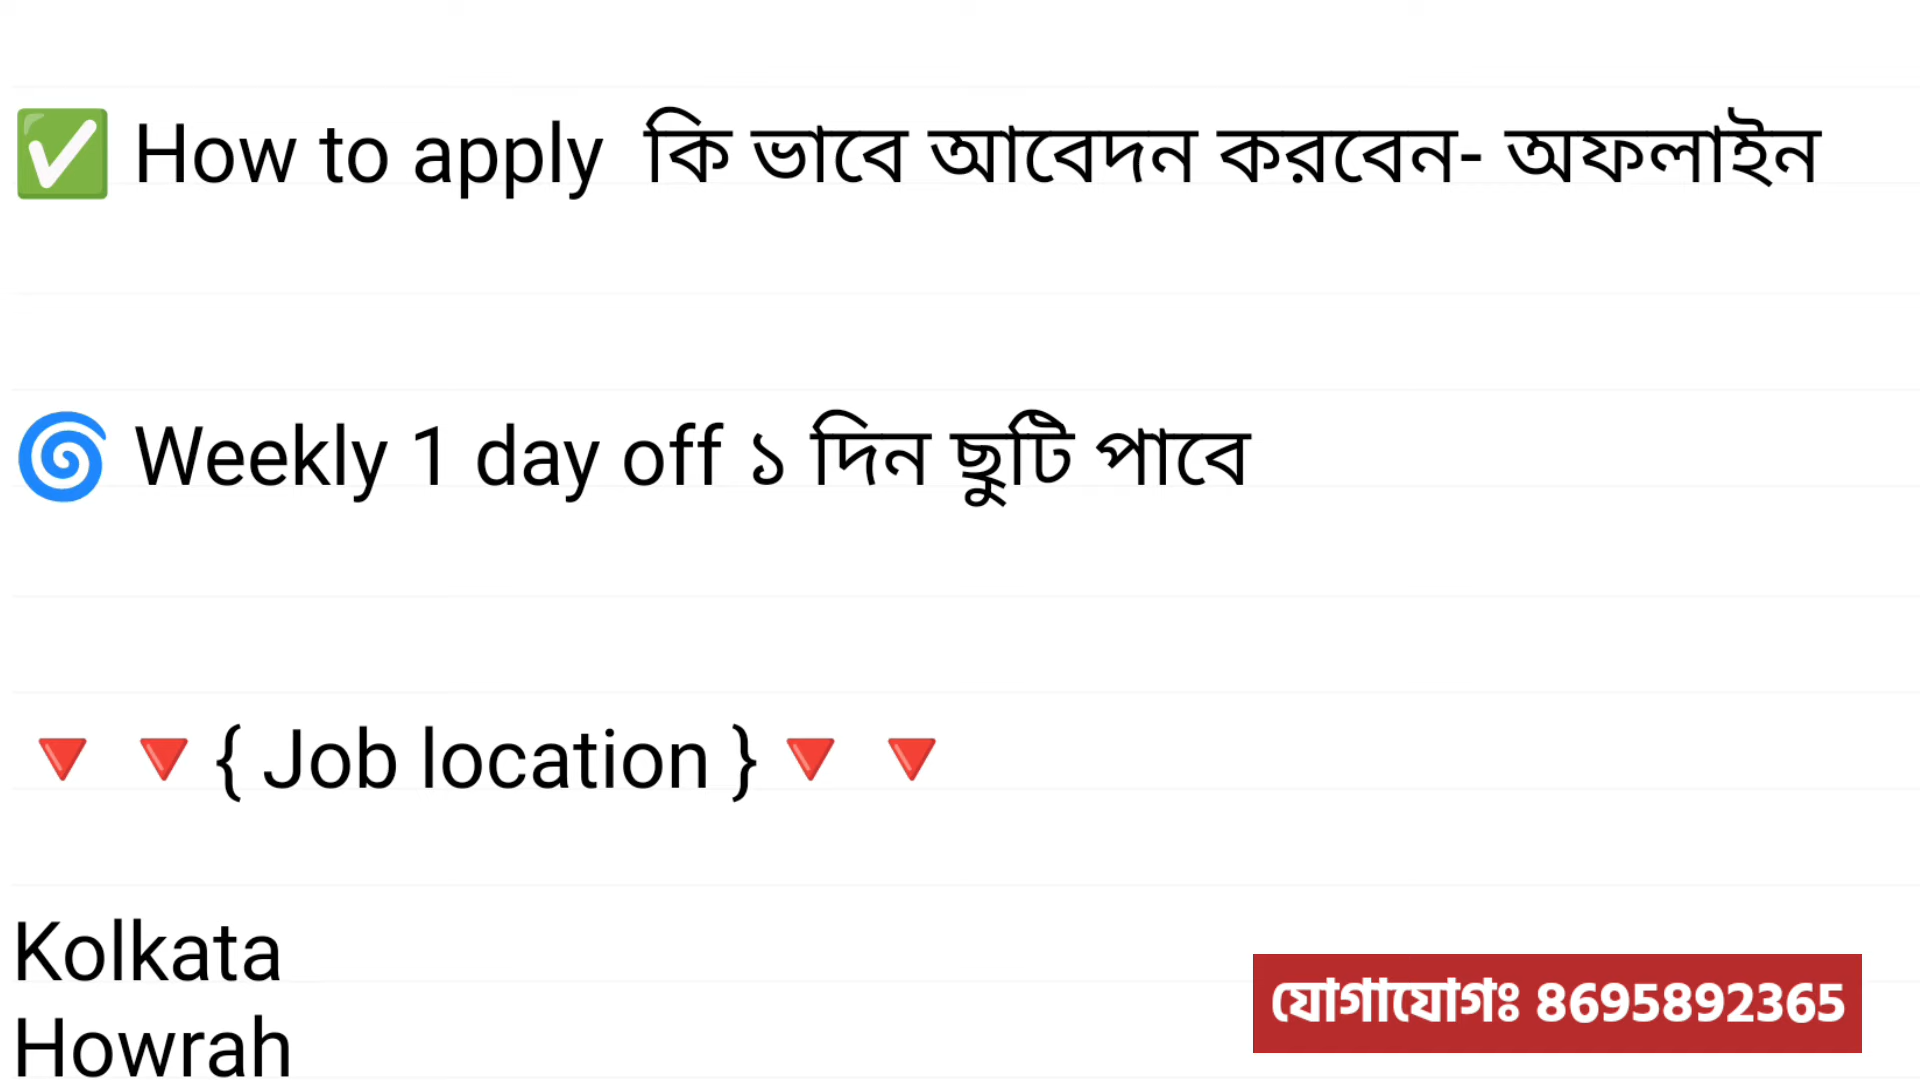 ✅ How to apply কি ভাবে আবেদন করবেন- অফলাইন
🌀 Weekly 1 day off ১ দিন ছুটি পাবে
🔻🔻{ Job location }🔻🔻
Kolkata
Howrah
যোগাযোগঃ 8695892365